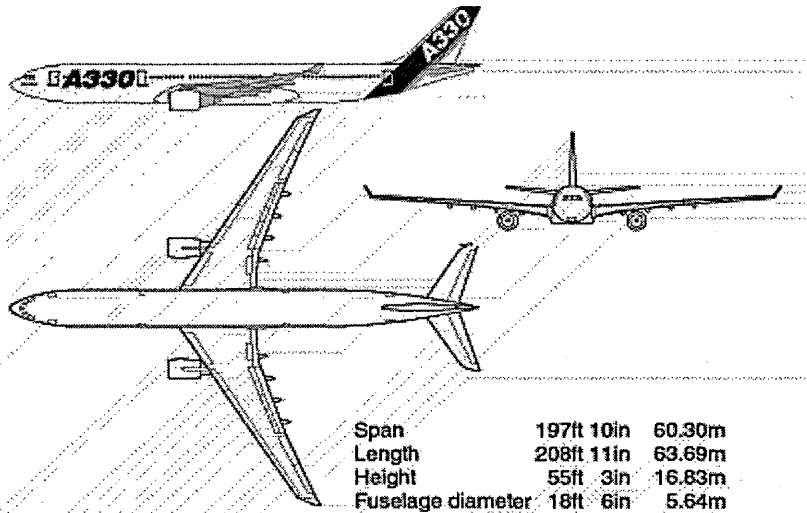 A330
A330
Span 197ft 10in 60.30m
Length 208ft 11in 63.69m
Height 55ft 3in 16.83m
Fuselage diameter 18ft 6in 5.64m